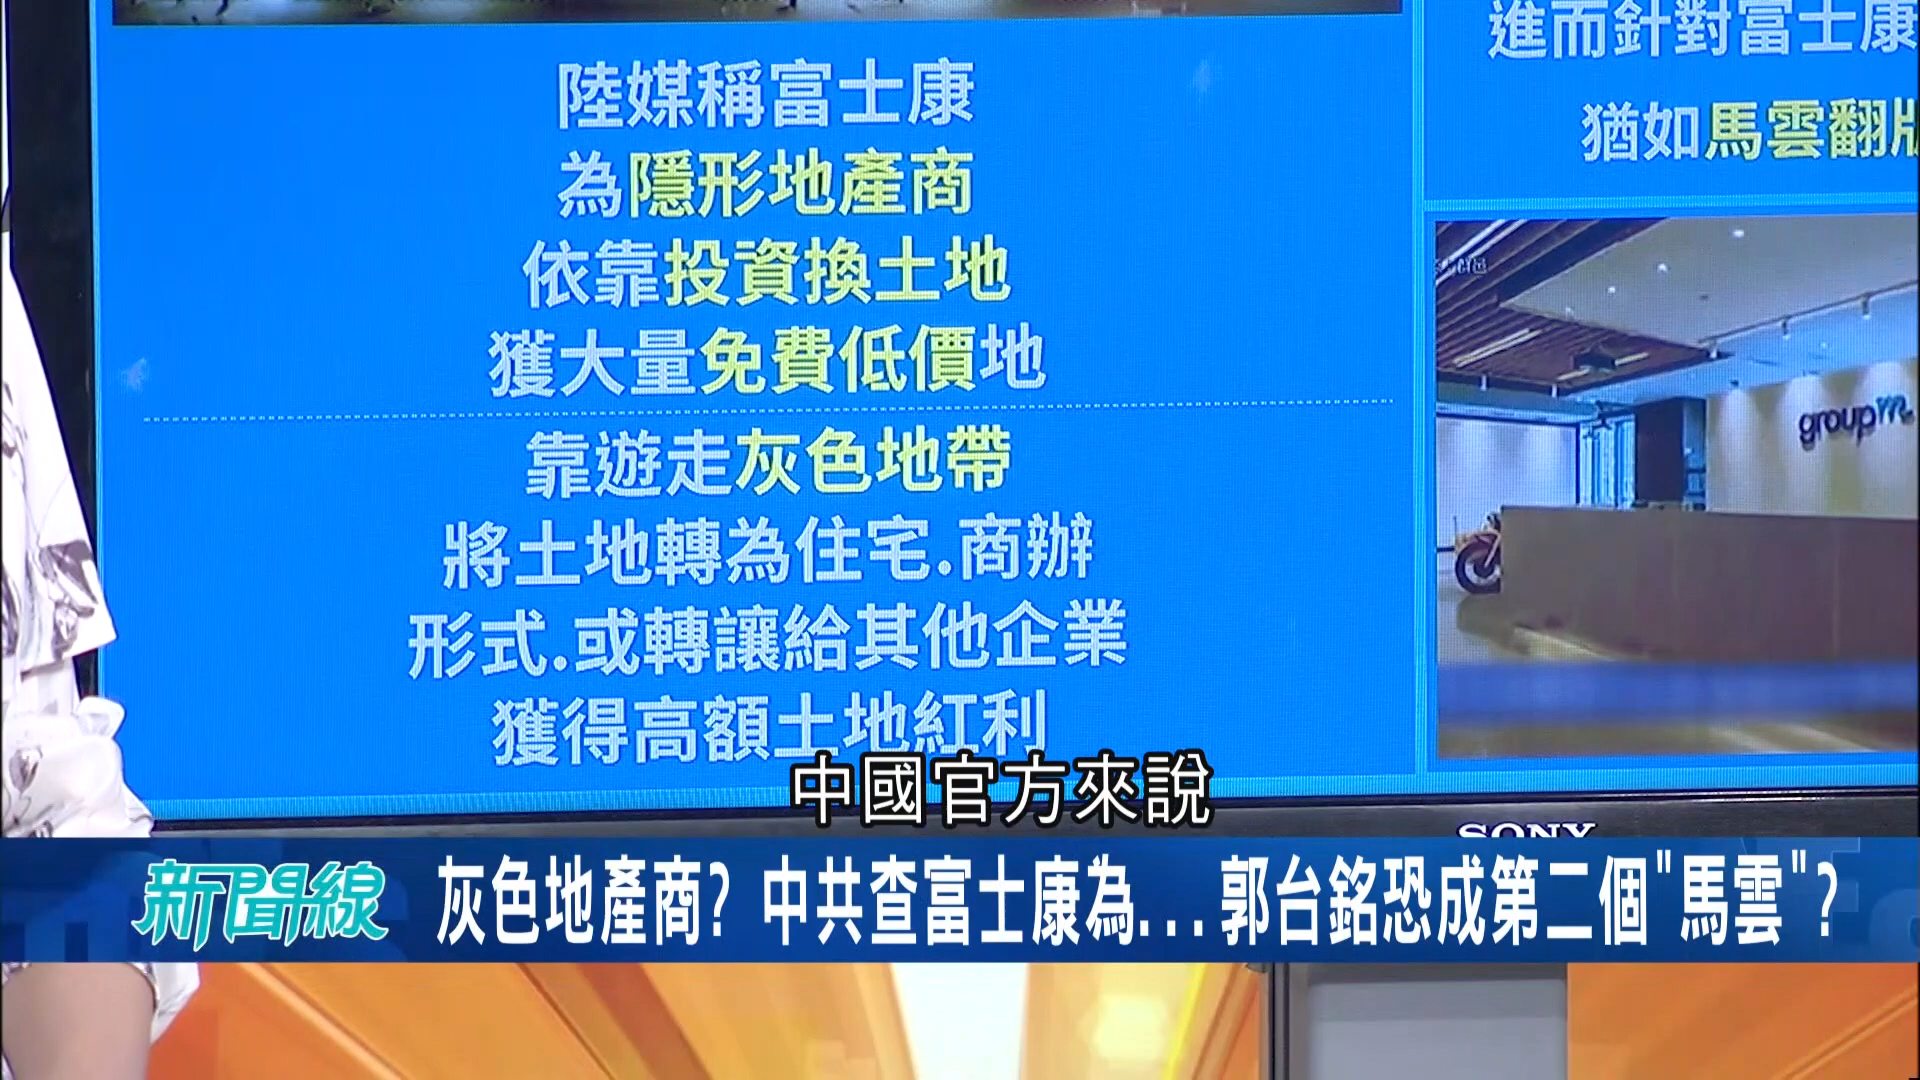 陸媒稱富士康
為隱形地產商
依靠投資換土地
獲大量免費低價地
靠遊走灰色地帶
將土地轉為住宅.商辦
形式.或轉讓給其他企業
獲得高額土地紅利
進而針對富士康
猶如馬雲翻版
groupm
中國官方來說
SONY
新聞線
灰色地產商? 中共查富士康為...郭台銘恐成第二個"馬雲"?